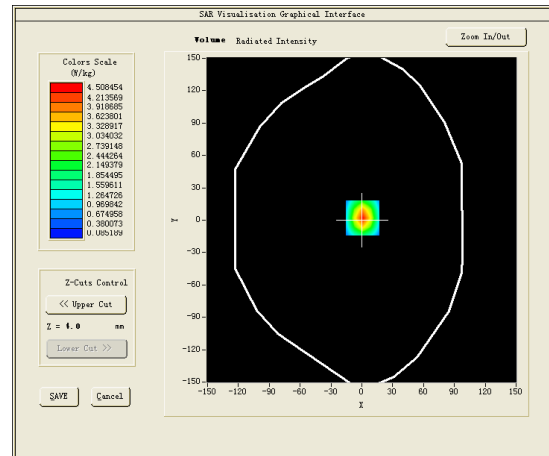 SAR Visualisation Graphical Interface
Volume Radiated Intensity
Zoom In/Out
Colors Scale
(W/kg)
4.508454
4.213569
3.918685
3.623801
3.328917
3.034032
2.739148
2.444264
2.149379
1.854495
1.559611
1.264726
0.969842
0.674958
0.380073
0.085189
Z-Cuts Control
<< Upper Cut
Z = 4.0 mm
Lower Cut >>
SAVE
Cancel
150
120
90
60
30
0
-30
-60
-90
-120
-150
Y
-150 -120 -90 -60 -30 0 30 60 90 120 150
X